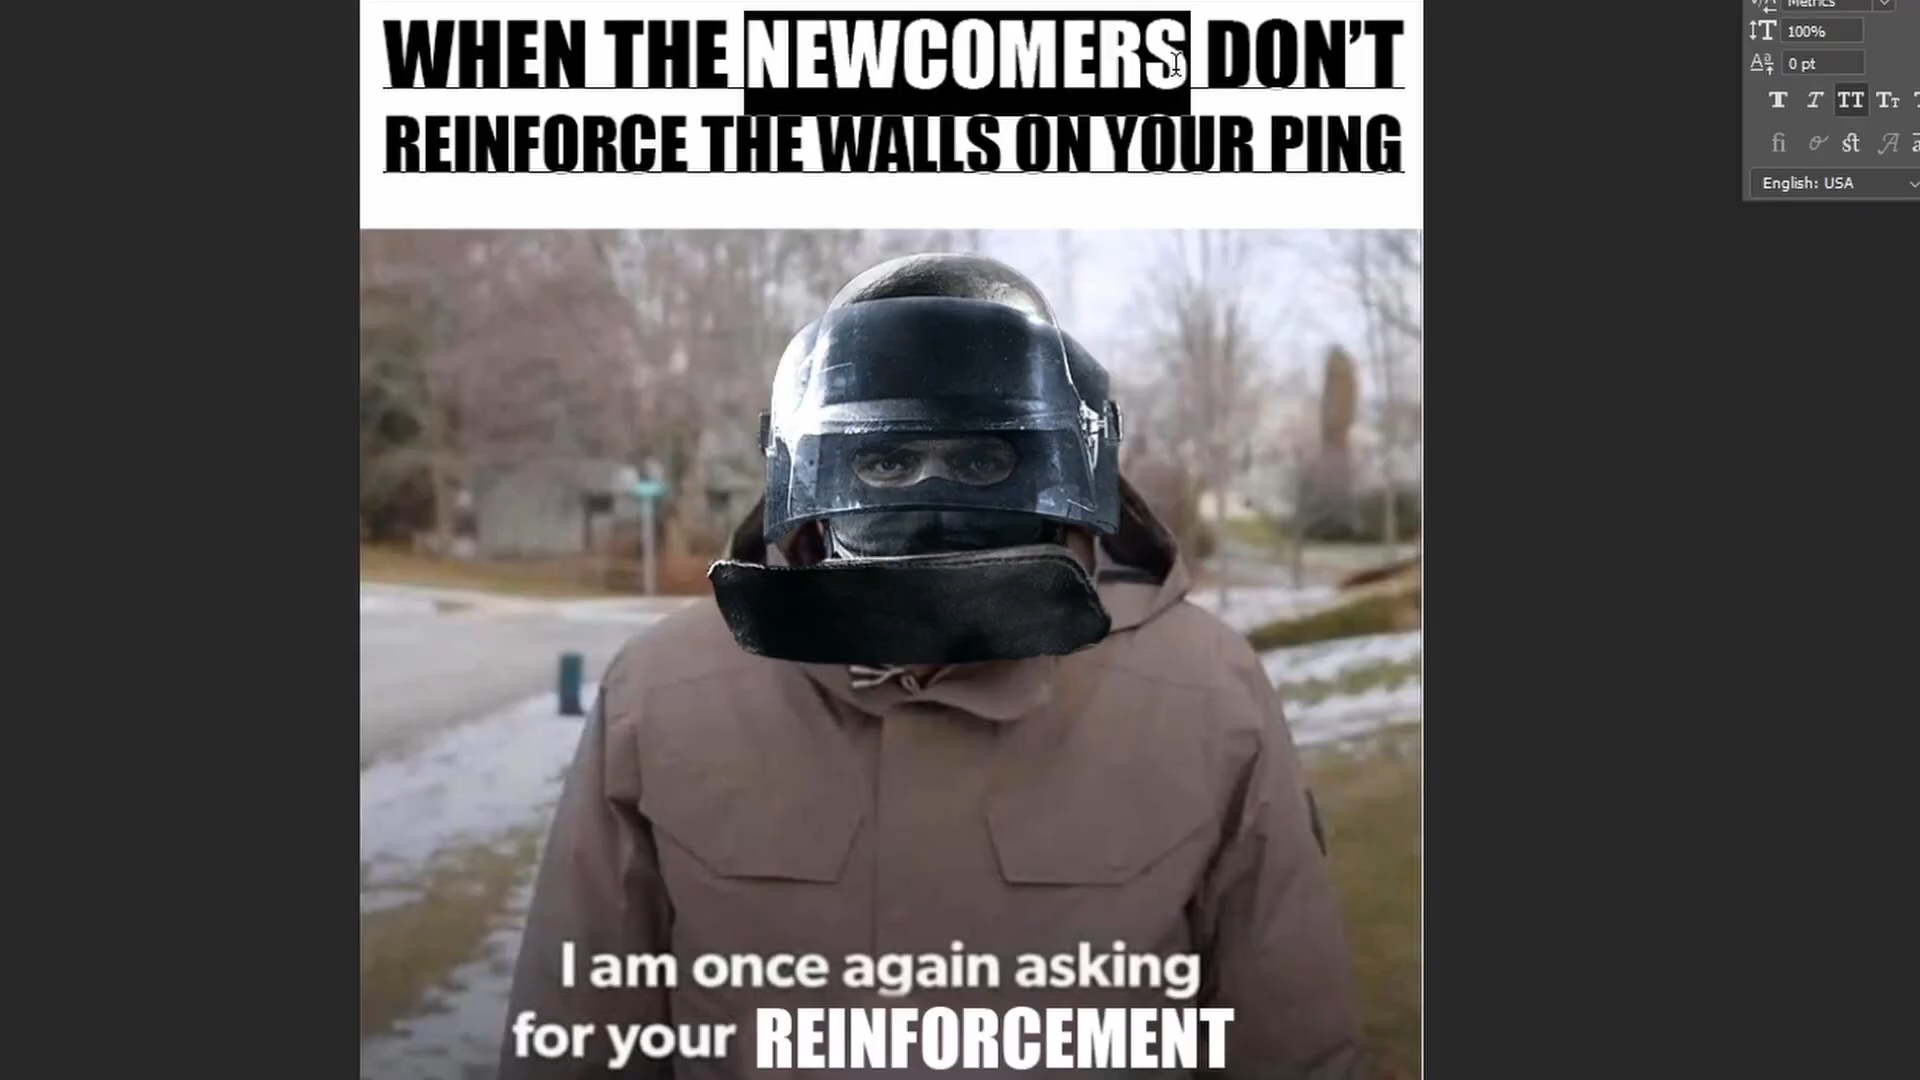 WHEN THE NEWCOMERS DON'T
REINFORCE THE WALLS ON YOUR PING
I am once again asking
for your REINFORCEMENT
Metrics
100%
0 pt
English: USA